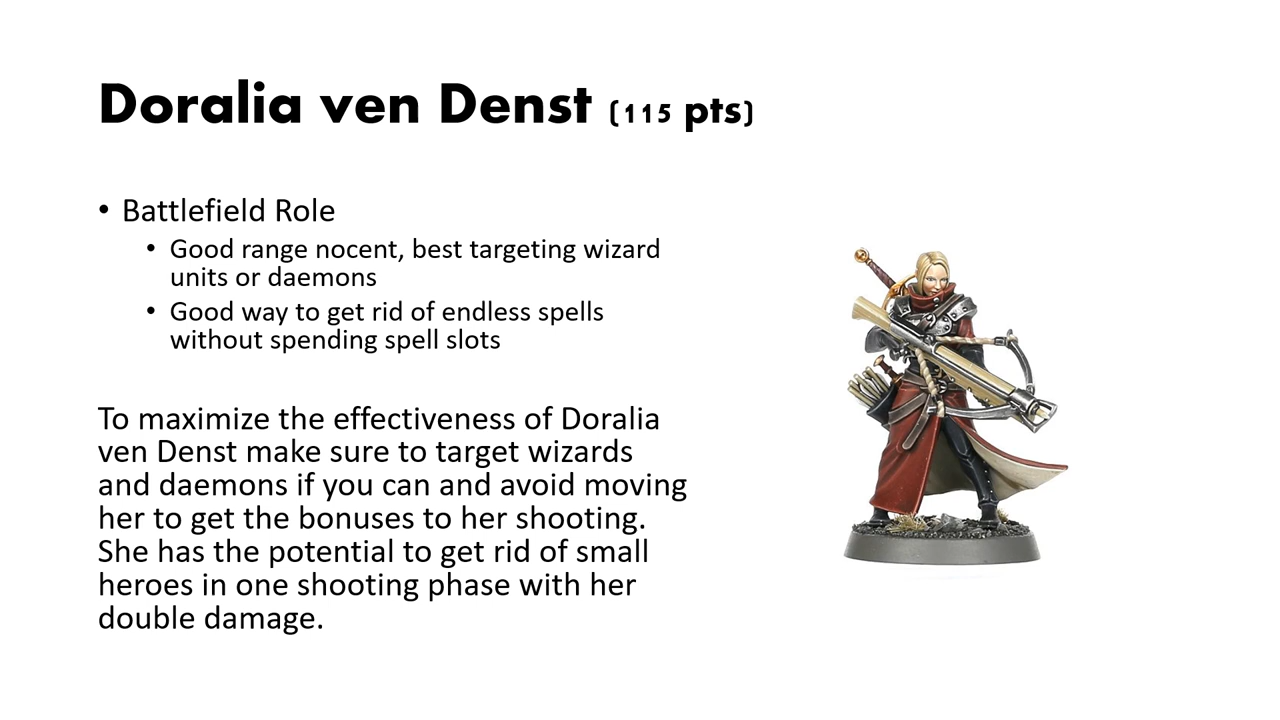 Doralia ven Denst (115 pts)
• Battlefield Role
• Good range nocent, best targeting wizard
units or daemons
• Good way to get rid of endless spells
without spending spell slots
To maximize the effectiveness of Doralia
ven Denst make sure to target wizards
and daemons if you can and avoid moving
her to get the bonuses to her shooting.
She has the potential to get rid of small
heroes in one shooting phase with her
double damage.